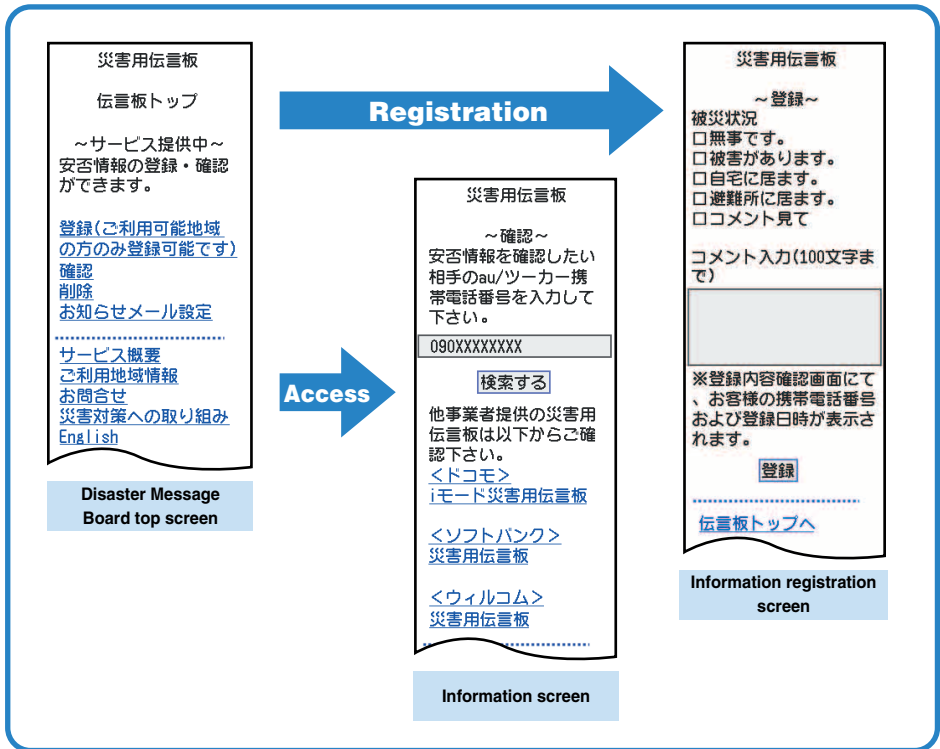 災害用伝言板
伝言板トップ
～サービス提供中～
安否情報の登録・確認
ができます。
登録(ご利用可能地域
の方のみ登録可能です)
確認
削除
お知らせメール設定
サービス概要
ご利用地域情報
お問合せ
災害対策への取り組み
English
Disaster Message
Board top screen
Registration
Access
災害用伝言板
～確認～
安否情報を確認したい
相手のau/ツーカー携
帯電話番号を入力して
下さい。
090XXXXXXXX
検索する
他事業者提供の災害用
伝言板は以下からご確
認下さい。
<ドコモ>
iモード災害用伝言板
<ソフトバンク>
災害用伝言板
<ウィルコム>
災害用伝言板
Information screen
災害用伝言板
～登録～
被災状況
□無事です。
□被害があります。
□自宅に居ます。
□避難所に居ます。
□コメント見て
コメント入力(100文字ま
で)
※登録内容確認画面にて
、お客様の携帯電話番号
および登録日時が表示さ
れます。
登録
伝言板トップへ
Information registration
screen